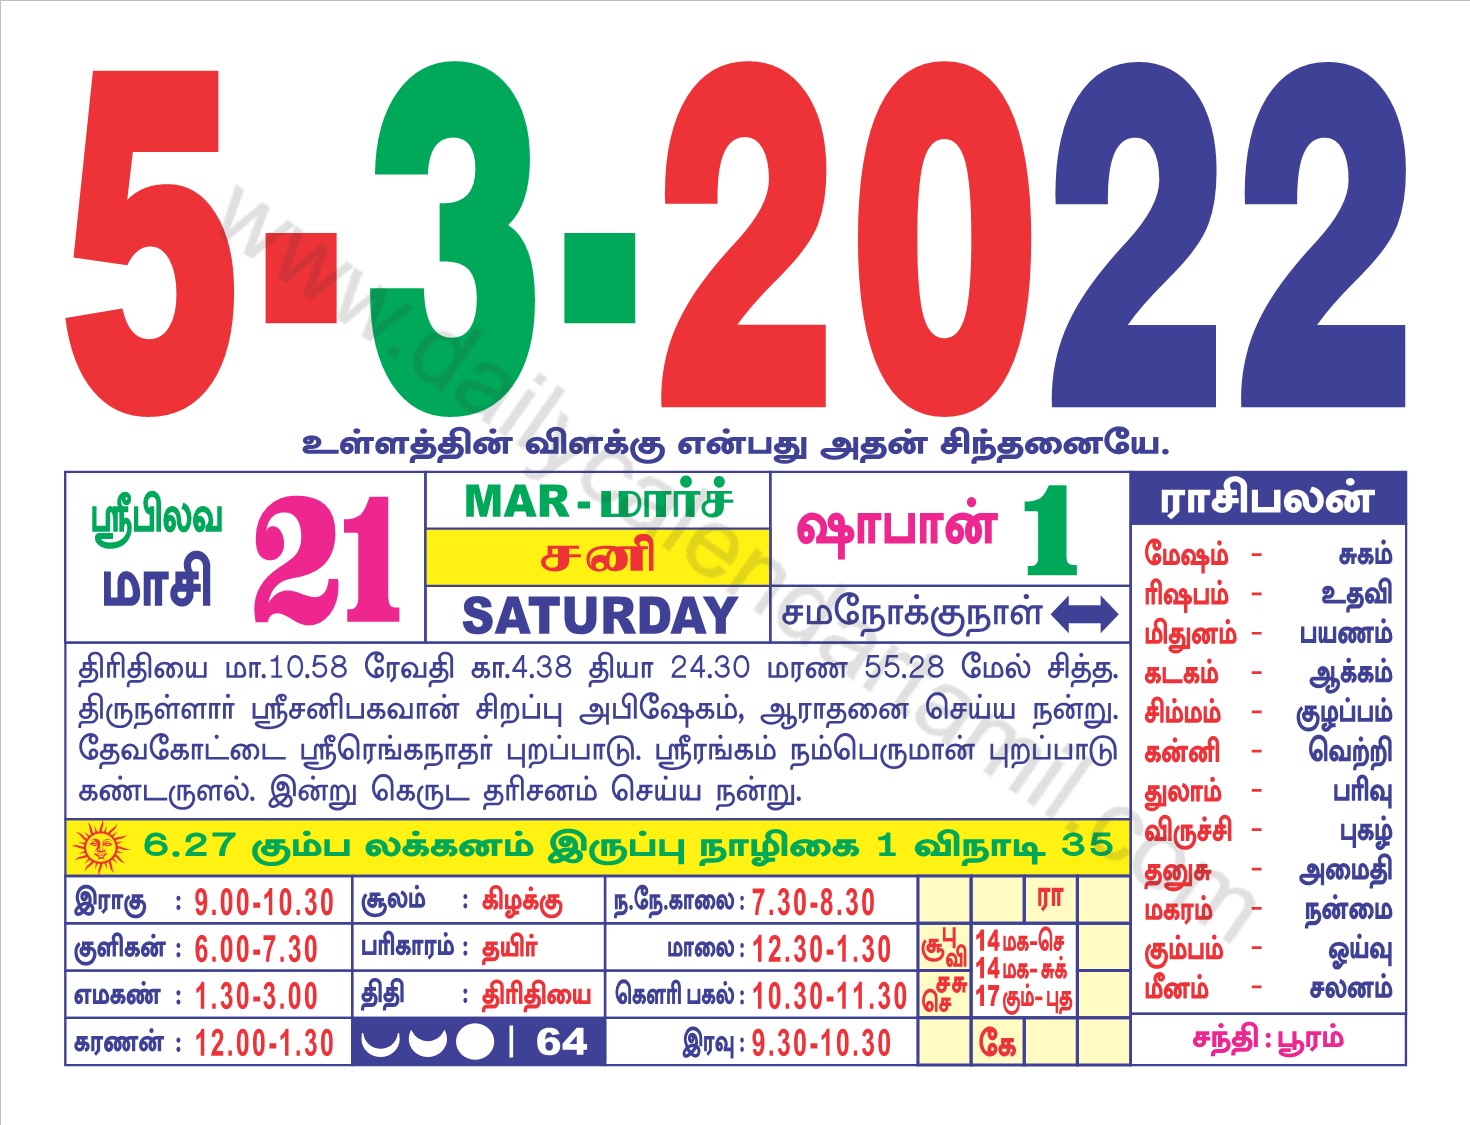 5-3-2022
உள்ளத்தின் விளக்கு என்பது அதன் சிந்தனையே.
ஸ்ரீபிலவ
மாசி
21
MAR - மார்ச்
சனி
SATURDAY
ஷாபான் 1
சமநோக்குநாள்
திரிதியை மா.10.58 ரேவதி கா.4.38 தியா 24.30 மரண 55.28 மேல் சித்த.
திருநள்ளார் ஸ்ரீசனிபகவான் சிறப்பு அபிஷேகம், ஆராதனை செய்ய நன்று.
தேவகோட்டை ஸ்ரீரெங்கநாதர் புறப்பாடு. ஸ்ரீரங்கம் நம்பெருமான் புறப்பாடு
கண்டருளல். இன்று கெருட தரிசனம் செய்ய நன்று.
6.27 கும்ப லக்கனம் இருப்பு நாழிகை 1 விநாடி 35
இராகு : 9.00-10.30
குளிகன் : 6.00-7.30
எமகண் : 1.30-3.00
கரணன் : 12.00-1.30
சூலம் : கிழக்கு
பரிகாரம் : தயிர்
திதி : திரிதியை
| 64
ந.நே.காலை : 7.30-8.30
மாலை : 12.30-1.30
கௌரி பகல் : 10.30-11.30
இரவு : 9.30-10.30
ரா
சூ பு வி
14 மக-செ
14 மக-சுக்
17 கும்-புத
ச சு செ
கே
ராசிபலன்
மேஷம் - சுகம்
ரிஷபம் - உதவி
மிதுனம் - பயணம்
கடகம் - ஆக்கம்
சிம்மம் - குழப்பம்
கன்னி - வெற்றி
துலாம் - பரிவு
விருச்சி - புகழ்
தனுசு - அமைதி
மகரம் - நன்மை
கும்பம் - ஓய்வு
மீனம் - சலனம்
சந்தி : பூரம்
www.dailycalendartamil.com